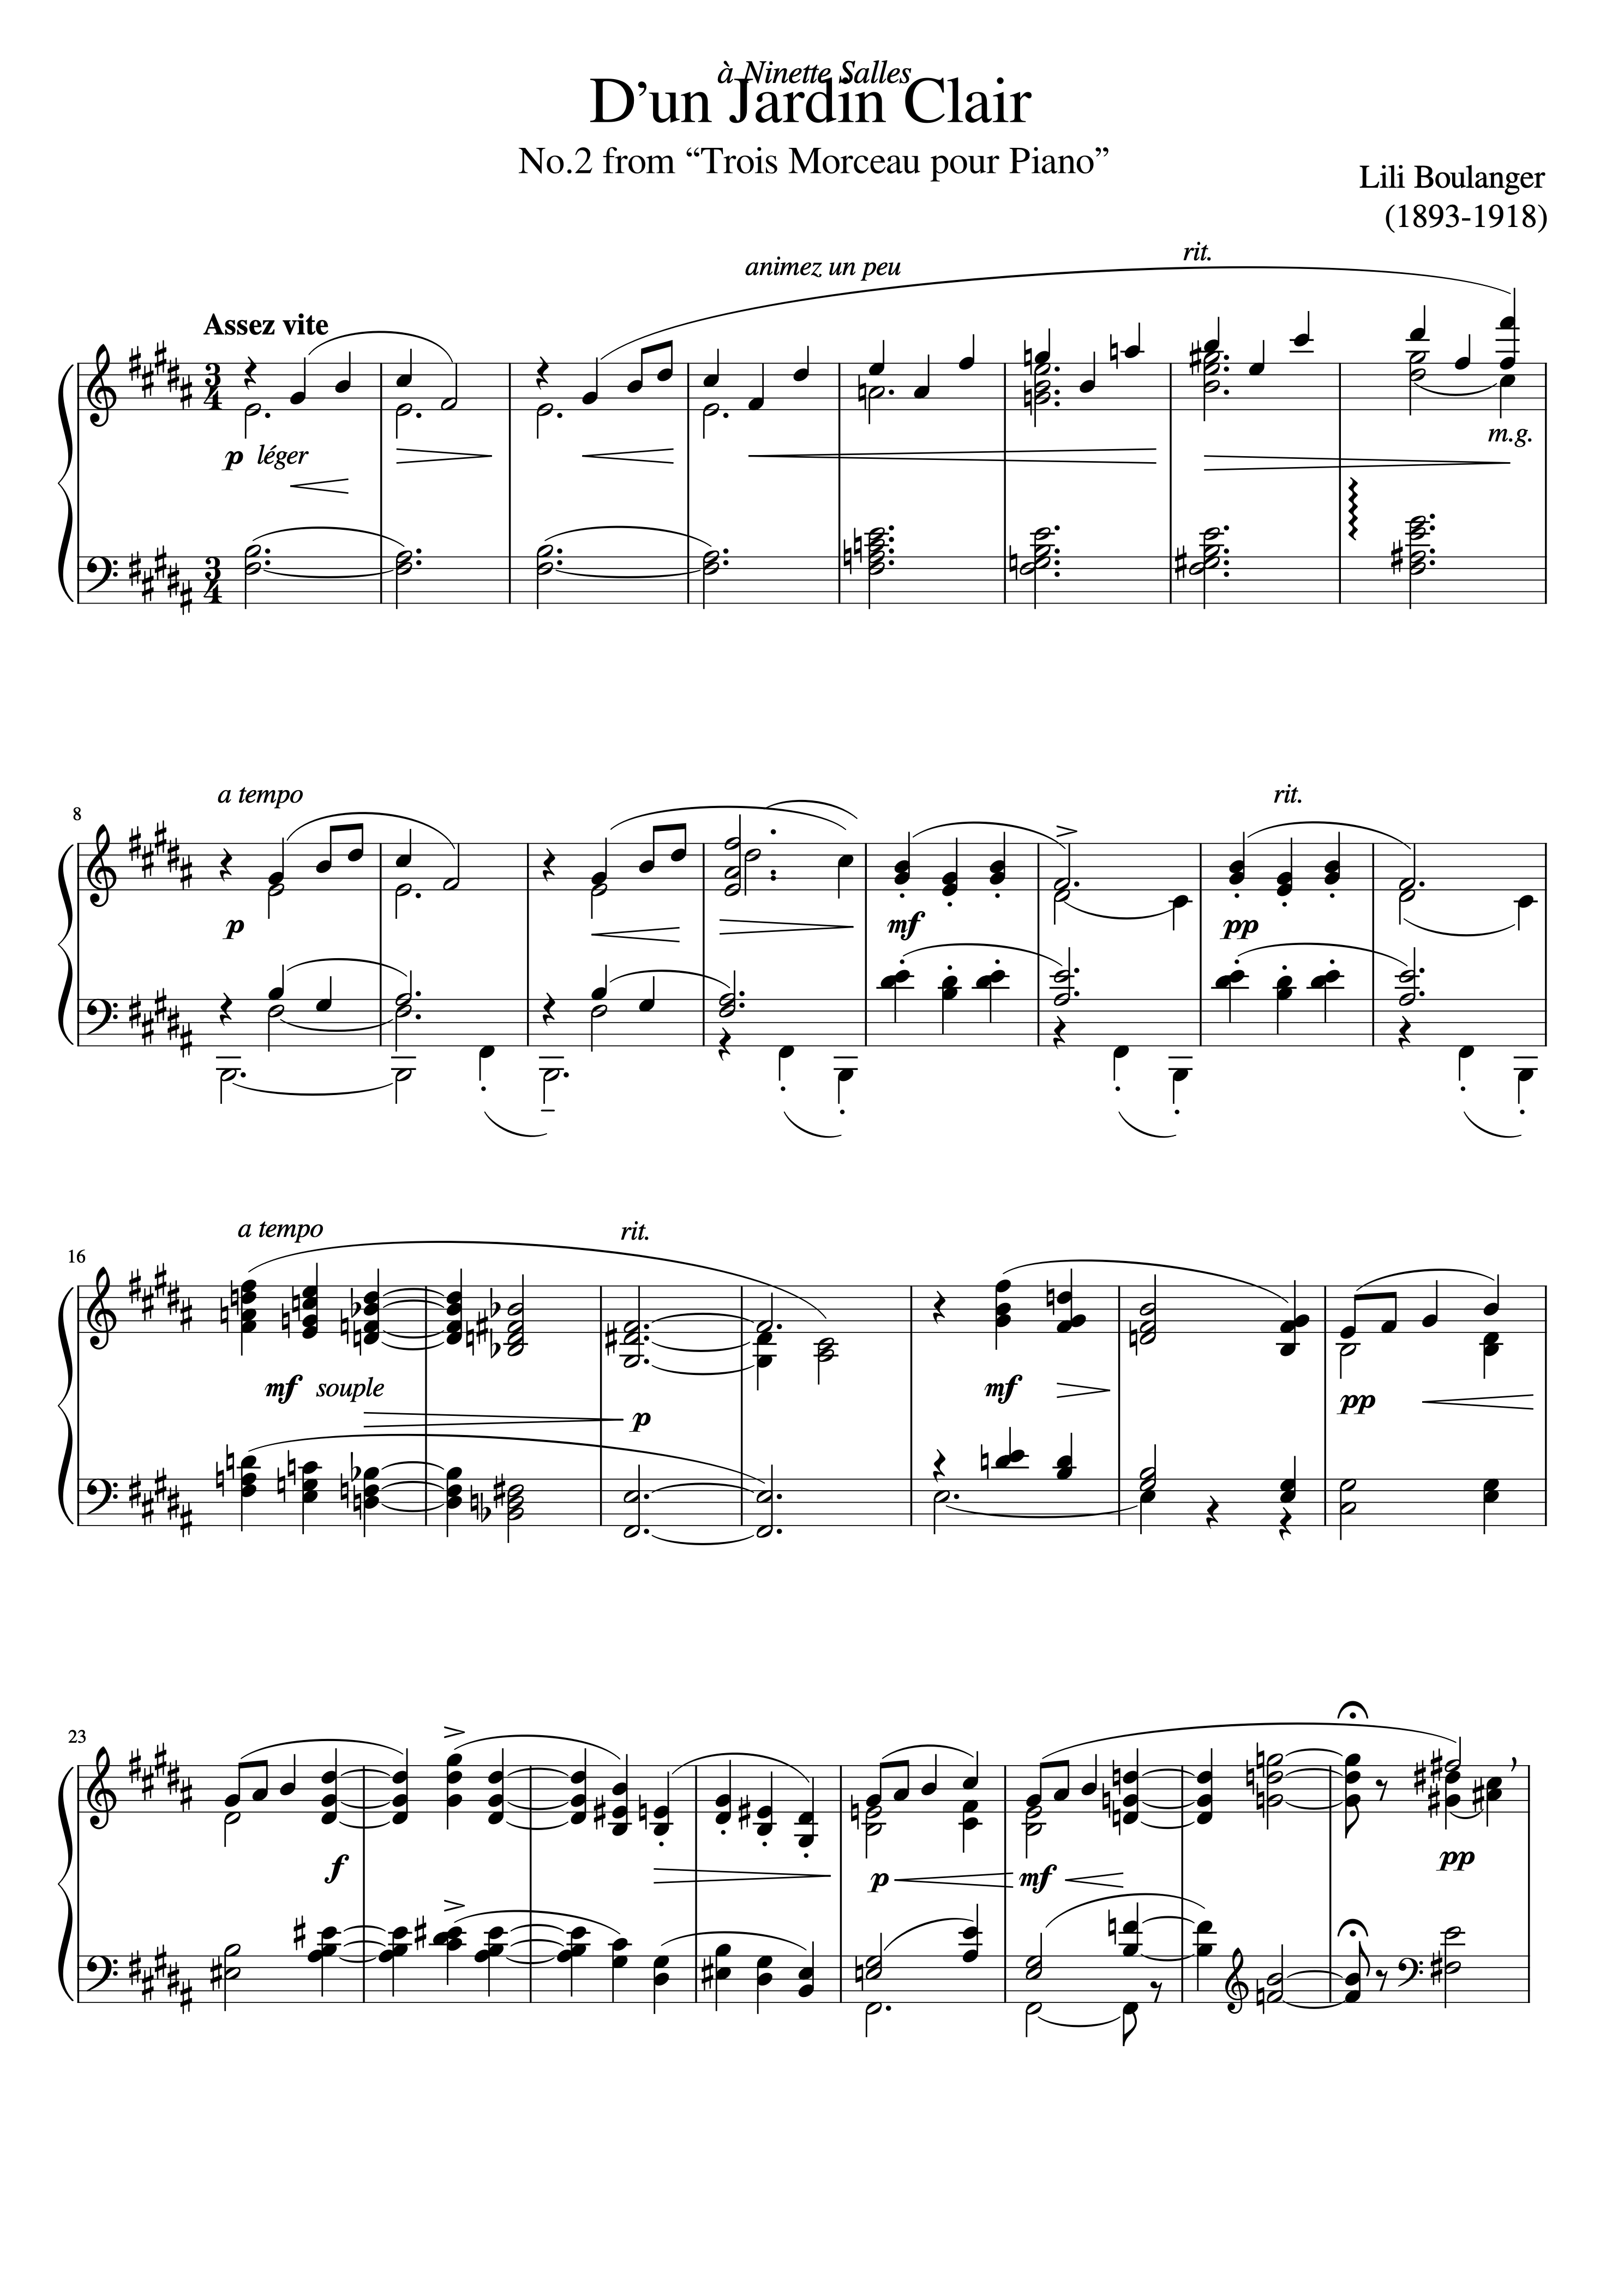 à Ninette Salles
D’un Jardin Clair
No.2 from “Trois Morceau pour Piano”
Lili Boulanger
(1893-1918)
rit.
animez un peu
Assez vite
3 4
m.g.
p léger
3 4
a tempo rit.
8
p mf pp
a tempo rit.
16
mf souple p mf pp
23
f p mf pp